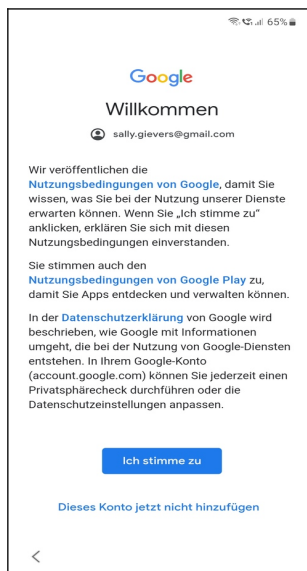 65%
Google
Willkommen
sally.gievers@gmail.com
Wir veröffentlichen die
Nutzungsbedingungen von Google, damit Sie
wissen, was Sie bei der Nutzung unserer Dienste
erwarten können. Wenn Sie „Ich stimme zu“
anklicken, erklären Sie sich mit diesen
Nutzungsbedingungen einverstanden.
Sie stimmen auch den
Nutzungsbedingungen von Google Play zu,
damit Sie Apps entdecken und verwalten können.
In der Datenschutzerklärung von Google wird
beschrieben, wie Google mit Informationen
umgeht, die bei der Nutzung von Google-Diensten
entstehen. In Ihrem Google-Konto
(account.google.com) können Sie jederzeit einen
Privatsphärecheck durchführen oder die
Datenschutzeinstellungen anpassen.
Ich stimme zu
Dieses Konto jetzt nicht hinzufügen